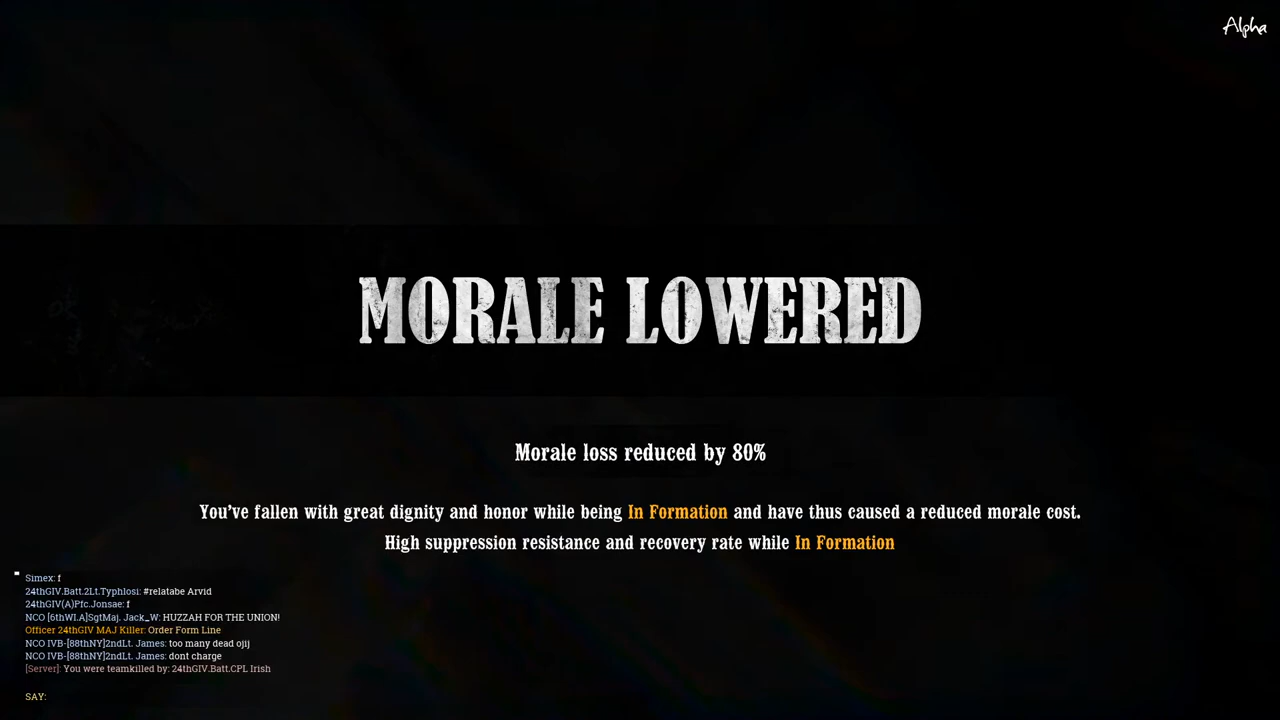 Alpha
MORALE LOWERED
Morale loss reduced by 80%
You've fallen with great dignity and honor while being In Formation and have thus caused a reduced morale cost.
High suppression resistance and recovery rate while In Formation
Simex: f
24thGIV.Batt.2Lt.Typhlosi: #relatabe Arvid
24thGIV(A)Pfc.Jonsae: f
NCO [6thWI.A]SgtMaj. Jack_W: HUZZAH FOR THE UNION!
Officer 24thGIV MAJ Killer: Order Form Line
NCO IVB-[88thNY]2ndLt. James: too many dead ojij
NCO IVB-[88thNY]2ndLt. James: dont charge
[Server]: You were teamkilled by: 24thGIV.Batt.CPL Irish
SAY: